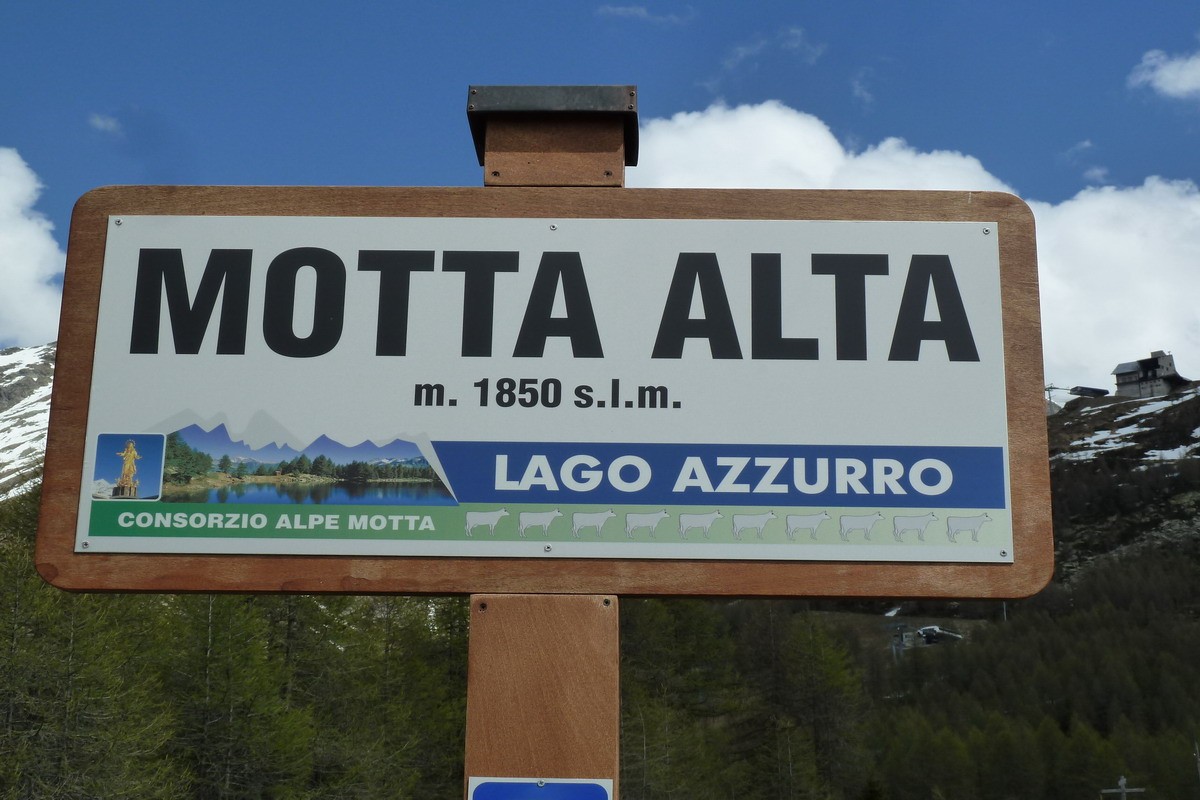 MOTTA ALTA
m. 1850 s.l.m.
LAGO AZZURRO
CONSORZIO ALPE MOTTA